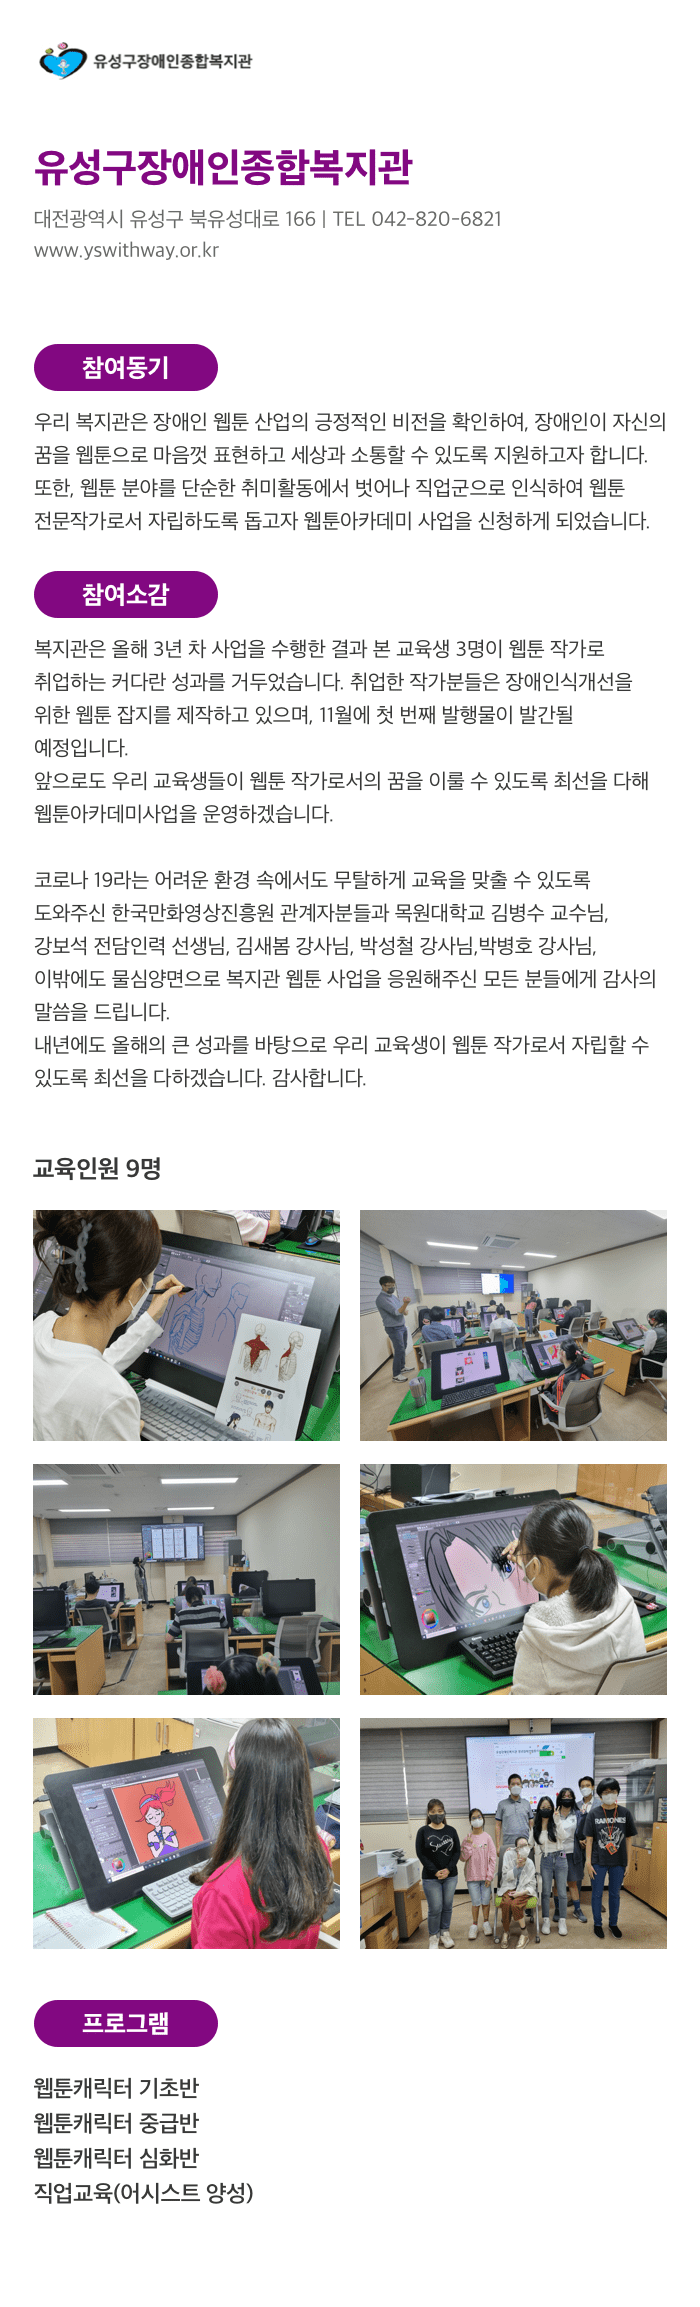 유성구장애인종합복지관
유성구장애인종합복지관
대전광역시 유성구 북유성대로 166 | TEL 042-820-6821
www.yswithway.or.kr
참여동기
우리 복지관은 장애인 웹툰 산업의 긍정적인 비전을 확인하여, 장애인이 자신의
꿈을 웹툰으로 마음껏 표현하고 세상과 소통할 수 있도록 지원하고자 합니다.
또한, 웹툰 분야를 단순한 취미활동에서 벗어나 직업군으로 인식하여 웹툰
전문작가로서 자립하도록 돕고자 웹툰아카데미 사업을 신청하게 되었습니다.
참여소감
복지관은 올해 3년 차 사업을 수행한 결과 본 교육생 3명이 웹툰 작가로
취업하는 커다란 성과를 거두었습니다. 취업한 작가분들은 장애인식개선을
위한 웹툰 잡지를 제작하고 있으며, 11월에 첫 번째 발행물이 발간될
예정입니다.
앞으로도 우리 교육생들이 웹툰 작가로서의 꿈을 이룰 수 있도록 최선을 다해
웹툰아카데미사업을 운영하겠습니다.
코로나 19라는 어려운 환경 속에서도 무탈하게 교육을 맞출 수 있도록
도와주신 한국만화영상진흥원 관계자분들과 목원대학교 김병수 교수님,
강보석 전담인력 선생님, 김새봄 강사님, 박성철 강사님,박병호 강사님,
이밖에도 물심양면으로 복지관 웹툰 사업을 응원해주신 모든 분들에게 감사의
말씀을 드립니다.
내년에도 올해의 큰 성과를 바탕으로 우리 교육생이 웹툰 작가로서 자립할 수
있도록 최선을 다하겠습니다. 감사합니다.
교육인원 9명
RAMONES
프로그램
웹툰캐릭터 기초반
웹툰캐릭터 중급반
웹툰캐릭터 심화반
직업교육(어시스트 양성)